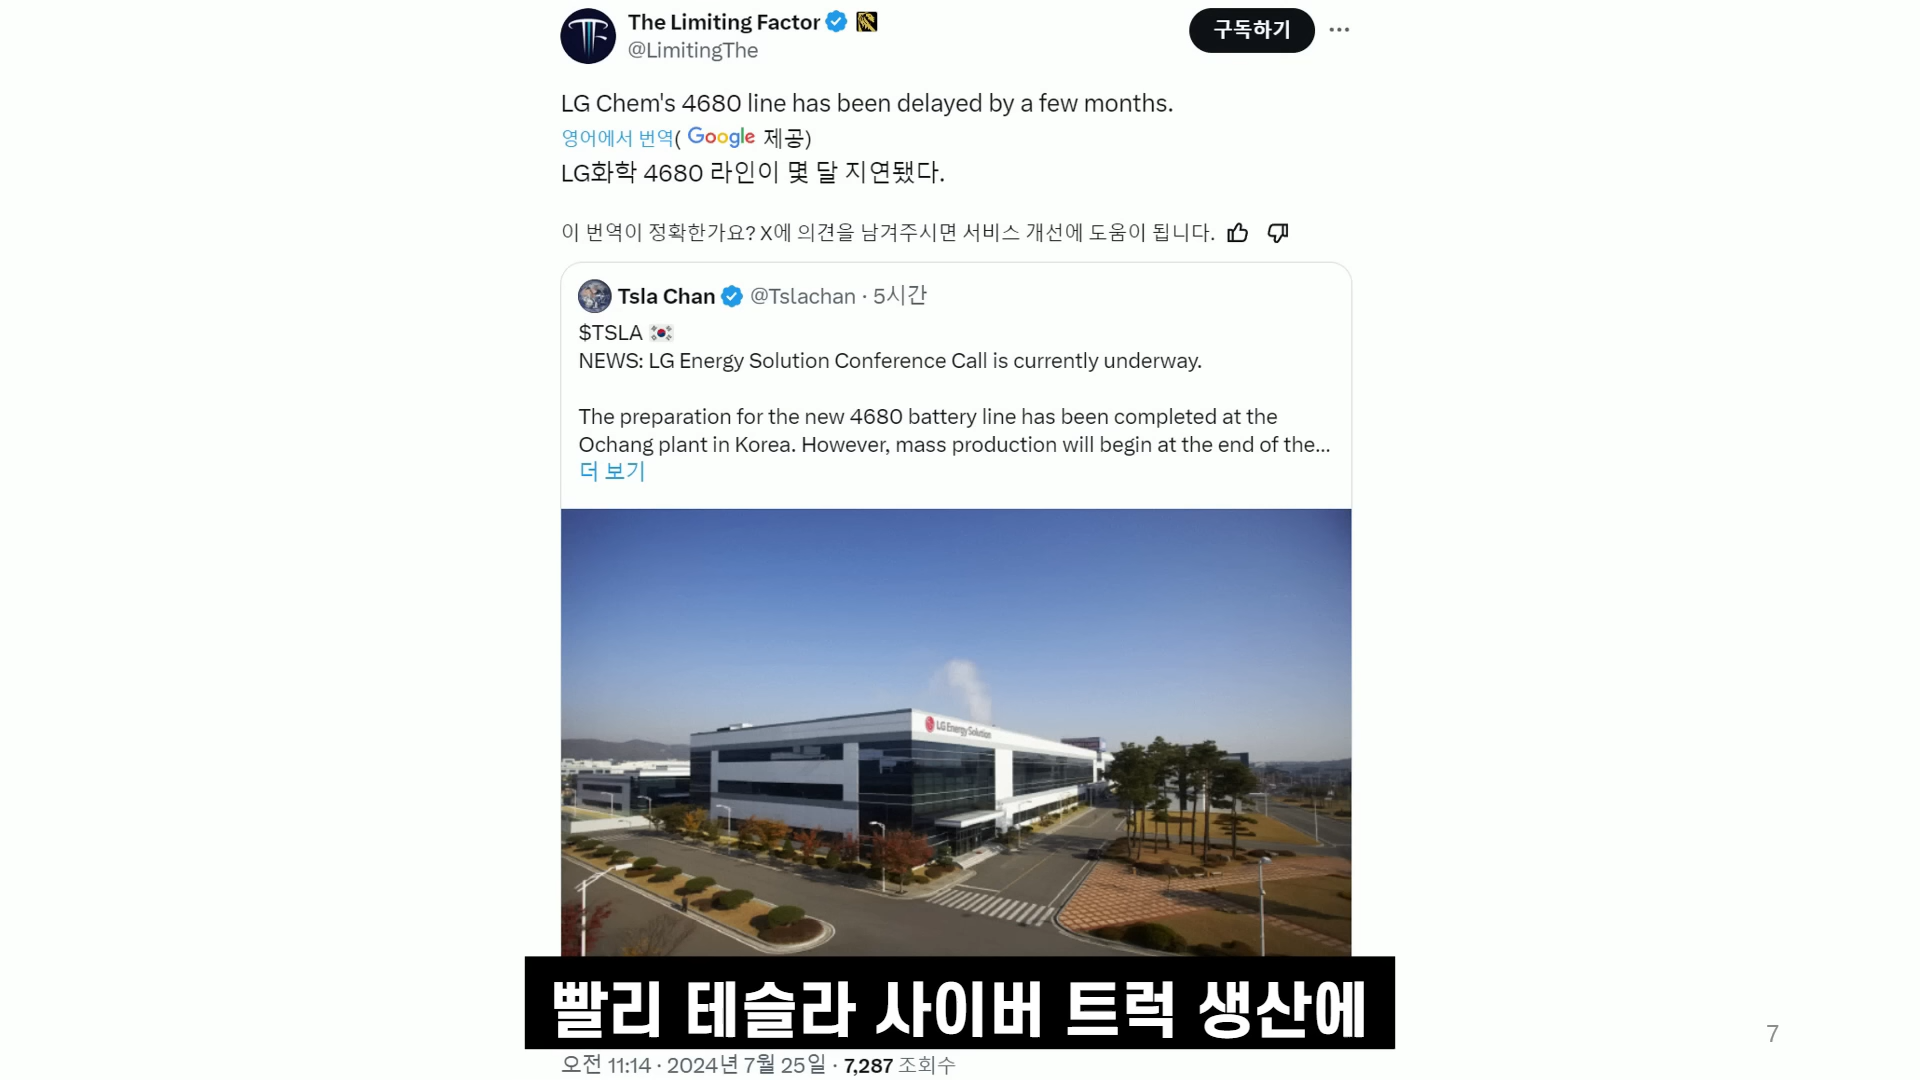 The Limiting Factor
@LimitingThe
구독하기
LG Chem's 4680 line has been delayed by a few months.
영어에서 번역( Google 제공)
LG화학 4680 라인이 몇 달 지연됐다.
이 번역이 정확한가요? X에 의견을 남겨주시면 서비스 개선에 도움이 됩니다.
Tsla Chan @Tslachan · 5시간
$TSLA
NEWS: LG Energy Solution Conference Call is currently underway.
The preparation for the new 4680 battery line has been completed at the
Ochang plant in Korea. However, mass production will begin at the end of the...
더 보기
LG Energy Solution
빨리 테슬라 사이버 트럭 생산에
7
오전 11:14 · 2024년 7월 25일 · 7,287 조회수